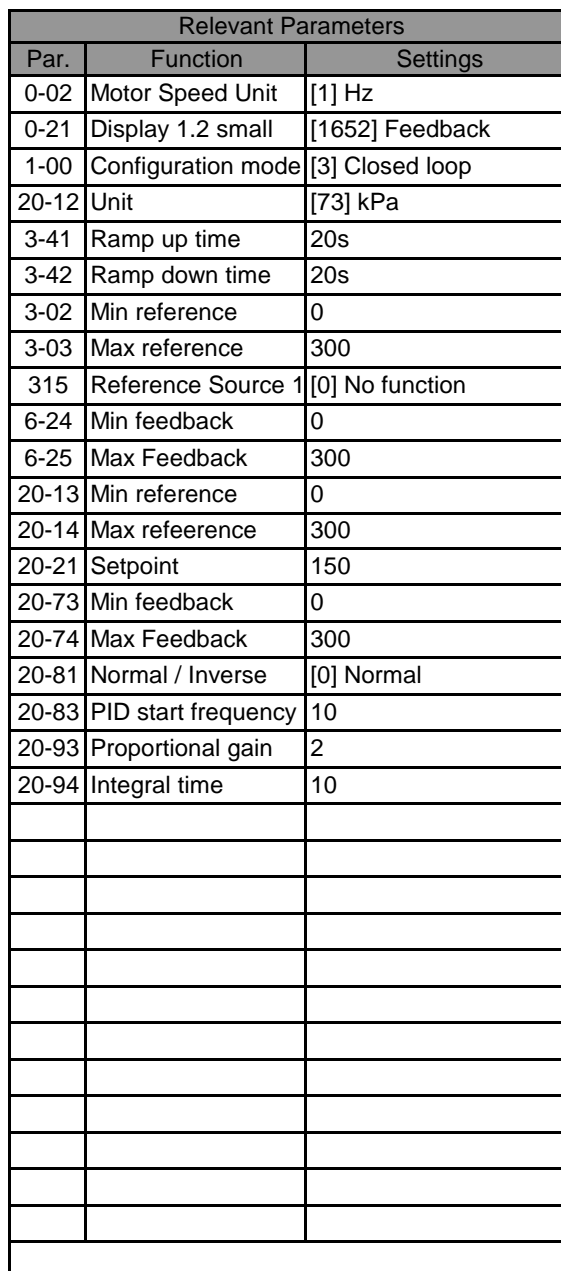 Relevant Parameters
Par. Function Settings
0-02 Motor Speed Unit [1] Hz
0-21 Display 1.2 small [1652] Feedback
1-00 Configuration mode [3] Closed loop
20-12 Unit [73] kPa
3-41 Ramp up time 20s
3-42 Ramp down time 20s
3-02 Min reference 0
3-03 Max reference 300
315 Reference Source 1 [0] No function
6-24 Min feedback 0
6-25 Max Feedback 300
20-13 Min reference 0
20-14 Max refeerence 300
20-21 Setpoint 150
20-73 Min feedback 0
20-74 Max Feedback 300
20-81 Normal / Inverse [0] Normal
20-83 PID start frequency 10
20-93 Proportional gain 2
20-94 Integral time 10